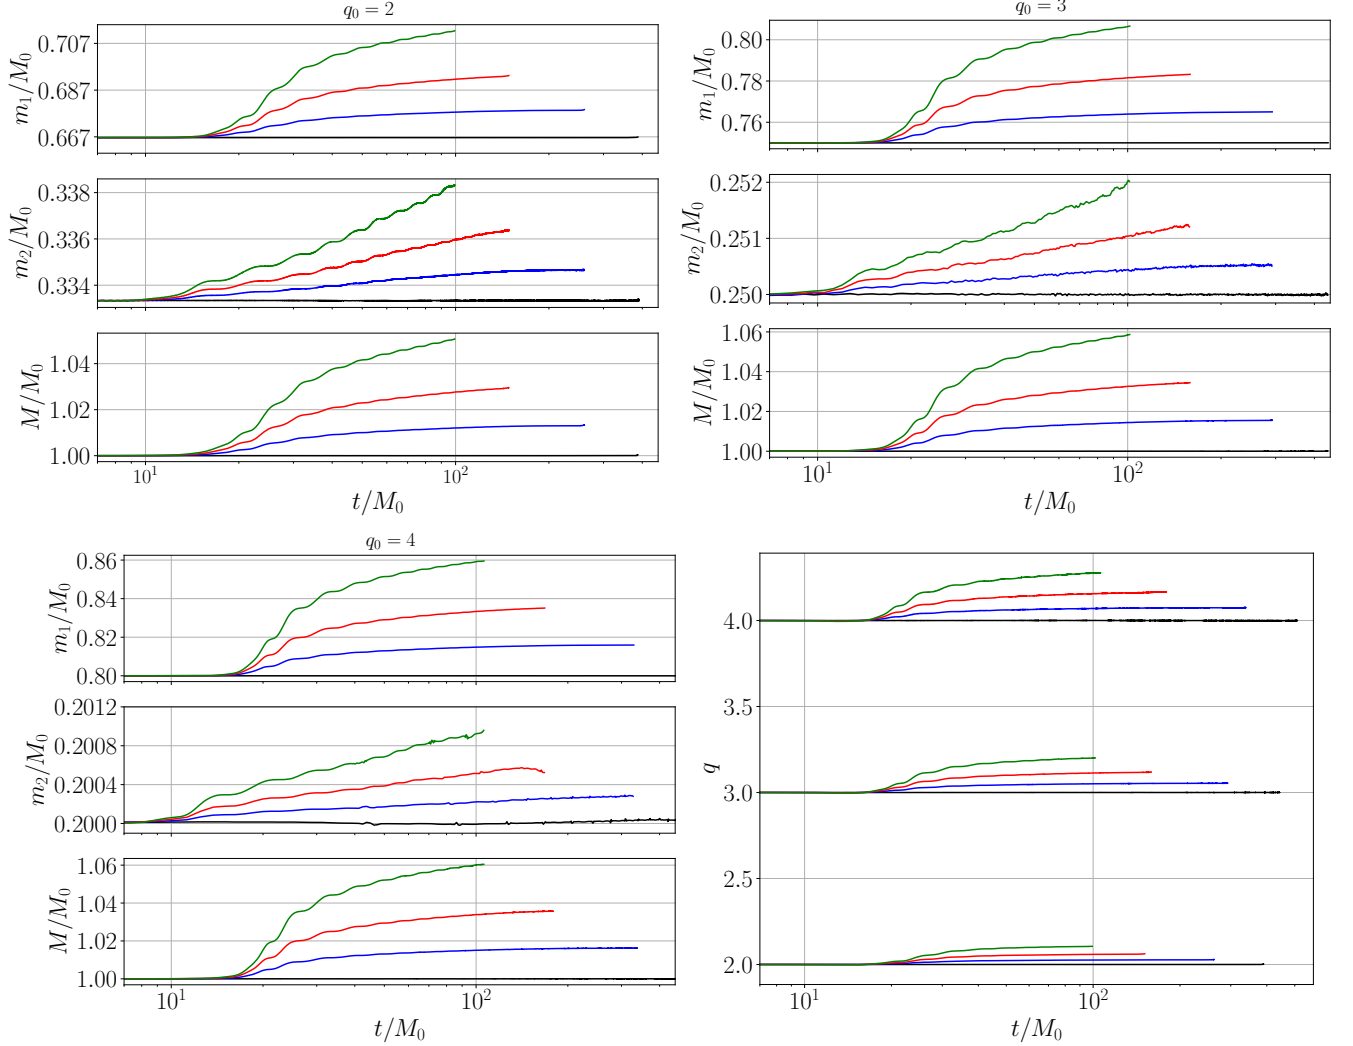 q₀ = 2
m₁/M₀
0.707
0.687
0.667
m₂/M₀
0.338
0.336
0.334
M/M₀
1.04
1.02
1.00
10¹
10²
t/M₀
q₀ = 3
m₁/M₀
0.80
0.78
0.76
m₂/M₀
0.252
0.251
0.250
M/M₀
1.06
1.04
1.02
1.00
10¹
10²
t/M₀
q₀ = 4
m₁/M₀
0.86
0.84
0.82
0.80
m₂/M₀
0.2012
0.2008
0.2004
0.2000
M/M₀
1.06
1.04
1.02
1.00
10¹
10²
t/M₀
q
4.0
3.5
3.0
2.5
2.0
10¹
10²
t/M₀